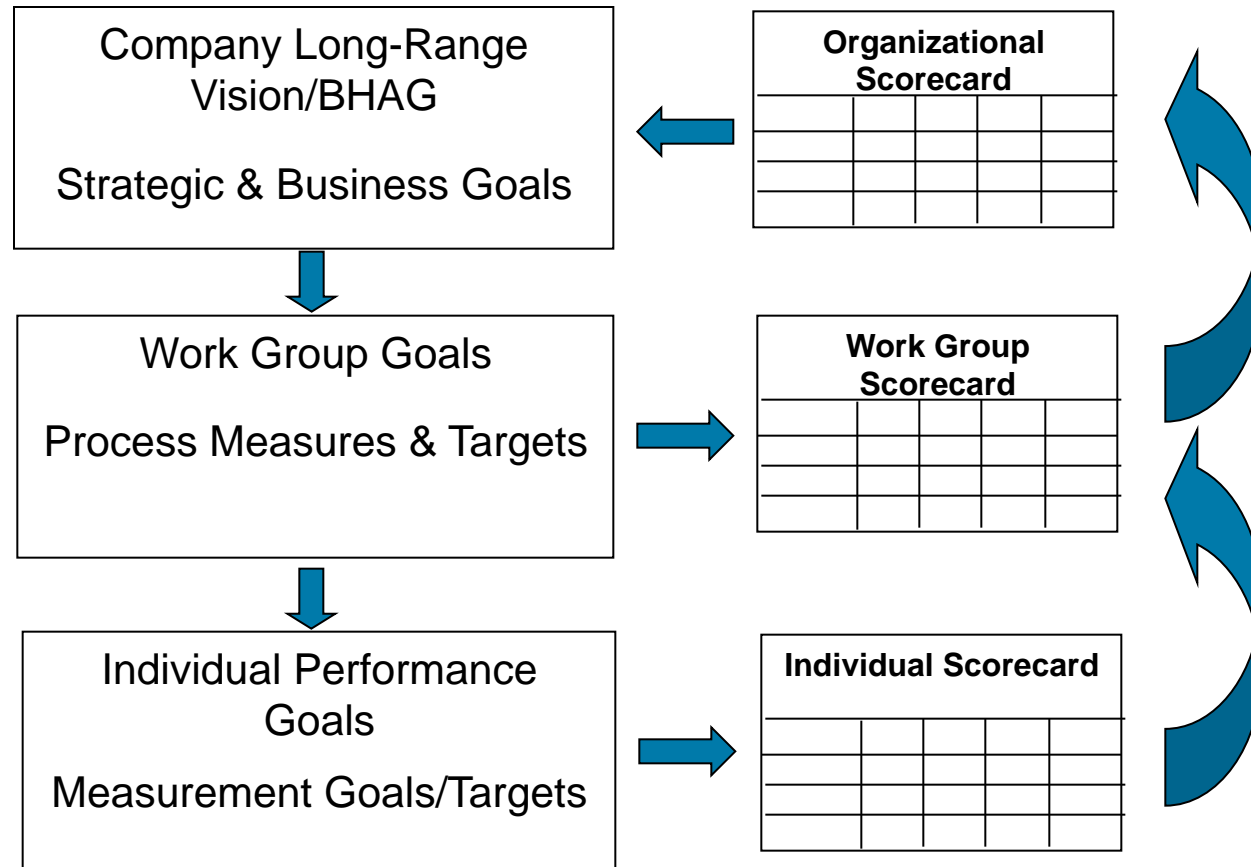 Company Long-Range
Vision/BHAG
Strategic & Business Goals
Organizational
Scorecard
Work Group Goals
Process Measures & Targets
Work Group
Scorecard
Individual Performance
Goals
Measurement Goals/Targets
Individual Scorecard